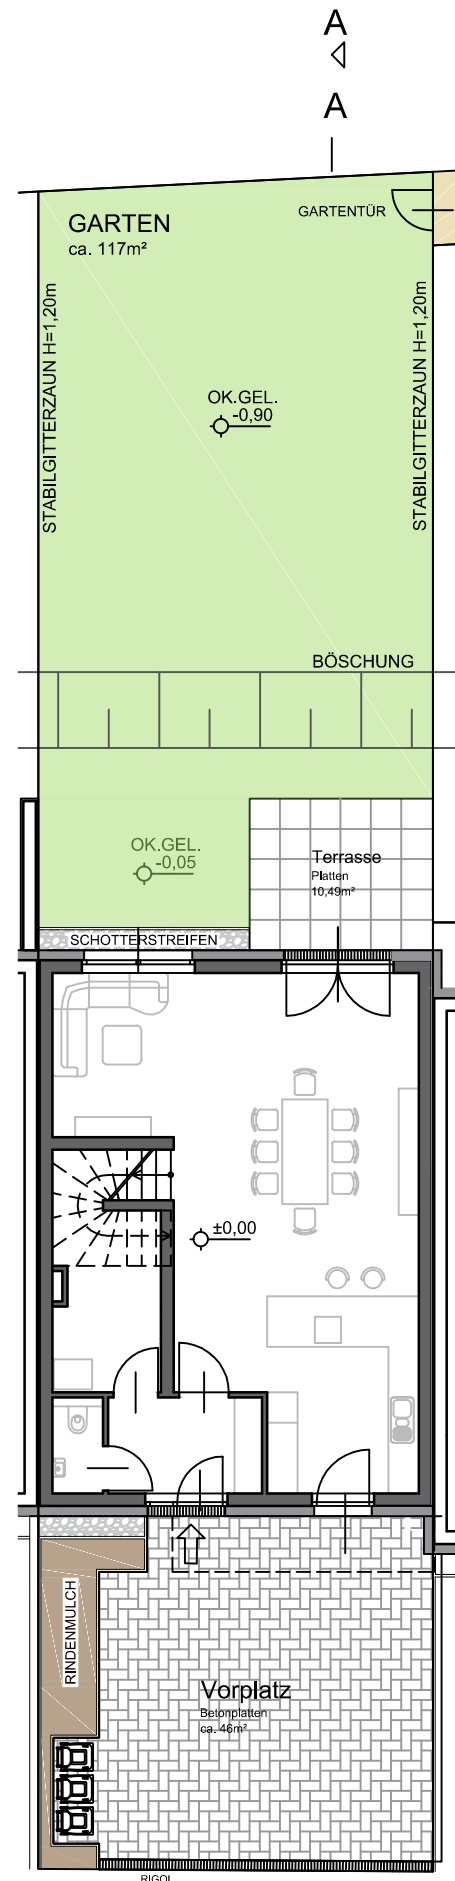 A
A
GARTEN
ca. 117m²
GARTENTÜR
STABILGITTERZAUN H=1,20m
STABILGITTERZAUN H=1,20m
OK.GEL.
-0,90
BÖSCHUNG
OK.GEL.
-0,05
Terrasse
Platten
10,49m²
SCHOTTERSTREIFEN
±0,00
RINDENMULCH
Vorplatz
Betonplatten
ca. 46m²
RIGOL